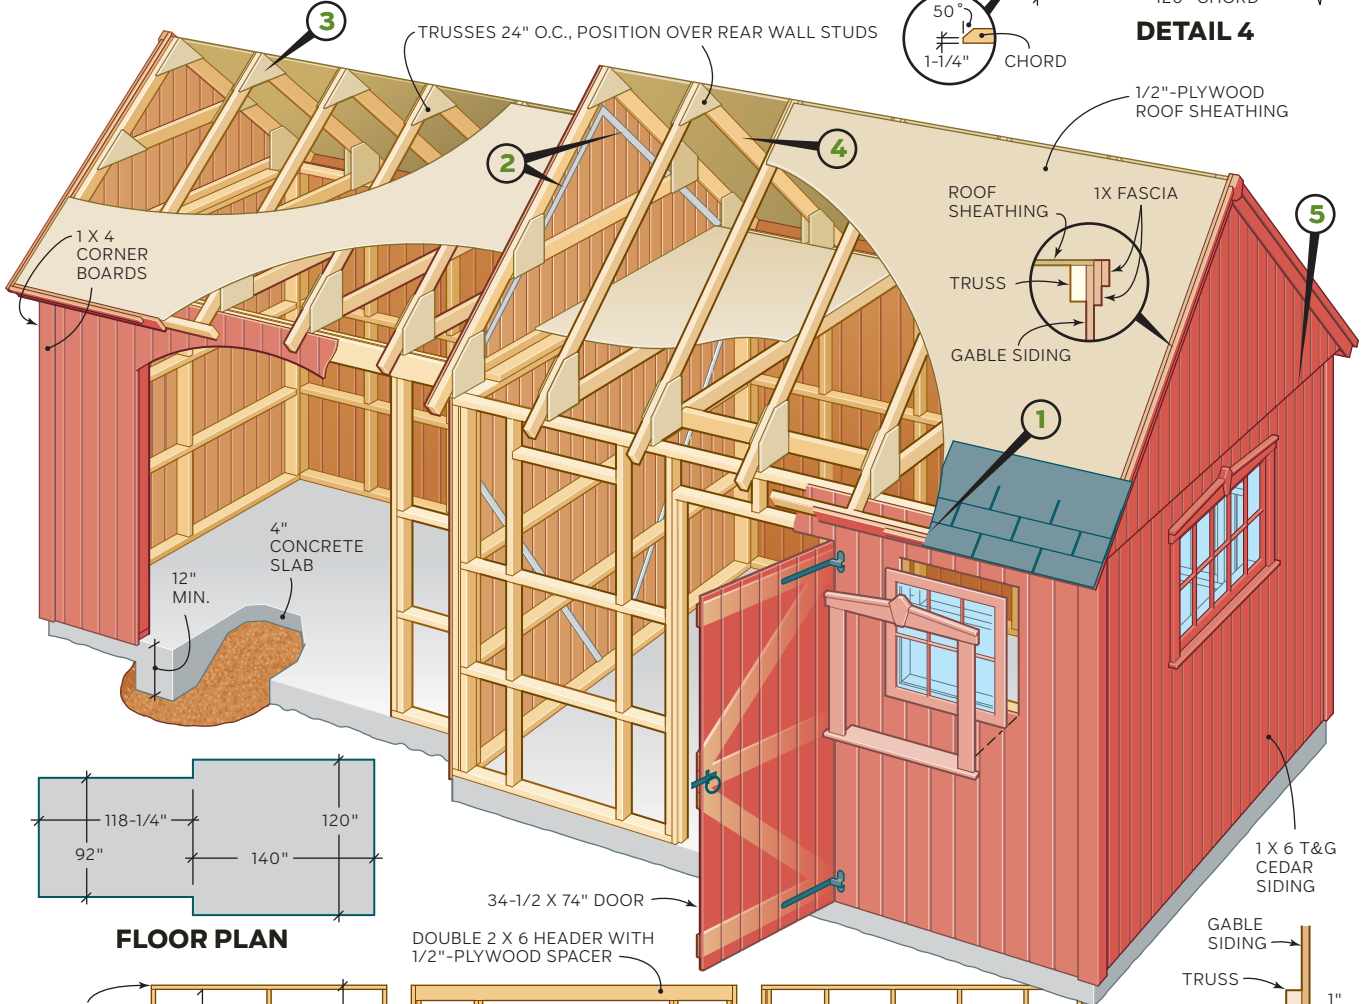 3
TRUSSES 24" O.C., POSITION OVER REAR WALL STUDS
50°
1-1/4"
CHORD
DETAIL 4
1/2"-PLYWOOD
ROOF SHEATHING
2
4
ROOF
SHEATHING
1X FASCIA
5
1 X 4
CORNER
BOARDS
TRUSS
GABLE SIDING
1
4"
CONCRETE
SLAB
12"
MIN.
118-1/4"
120"
92"
140"
FLOOR PLAN
34-1/2 X 74" DOOR
1 X 6 T&G
CEDAR
SIDING
DOUBLE 2 X 6 HEADER WITH
1/2"-PLYWOOD SPACER
GABLE
SIDING
TRUSS
1"